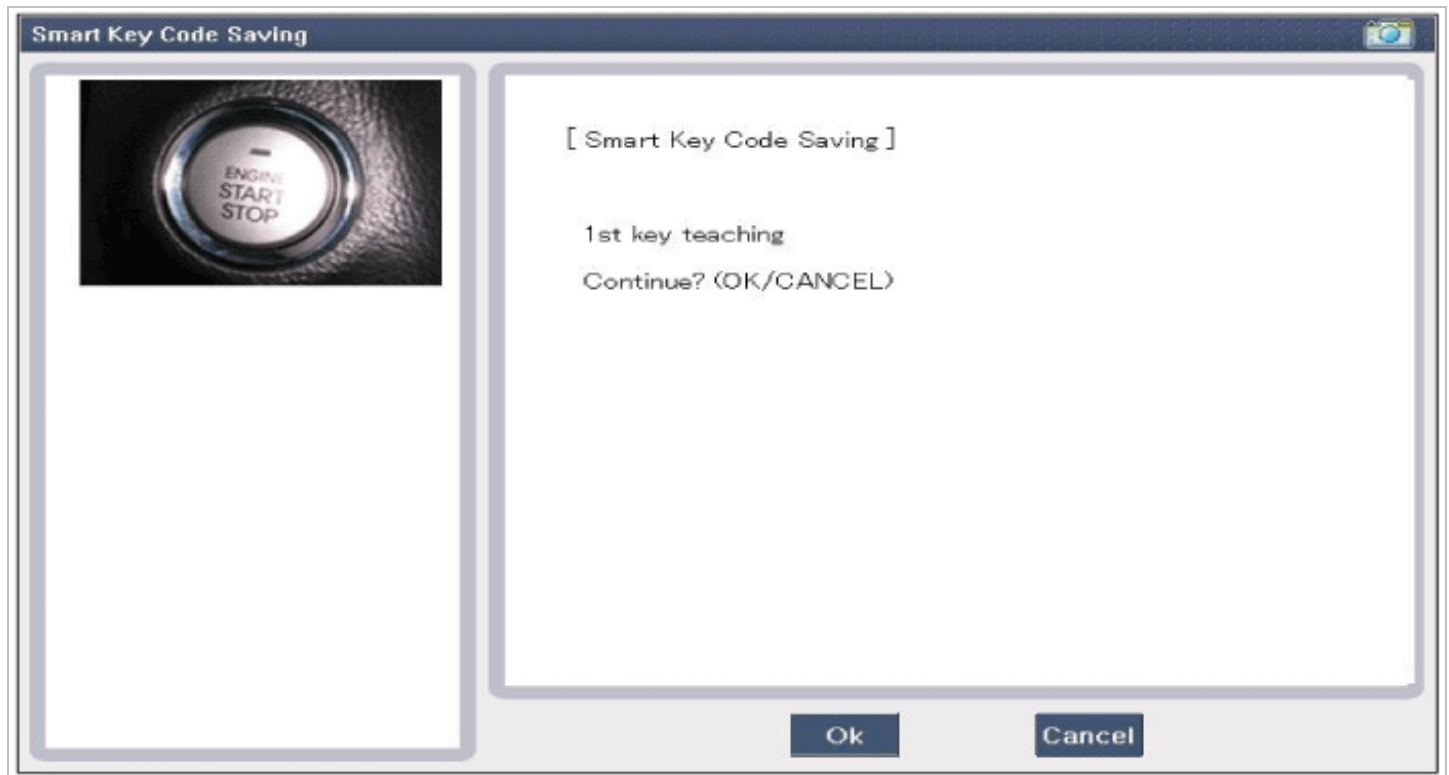 Smart Key Code Saving
ENGINE
START
STOP
[ Smart Key Code Saving ]
1st key teaching
Continue? (OK/CANCEL)
Ok
Cancel